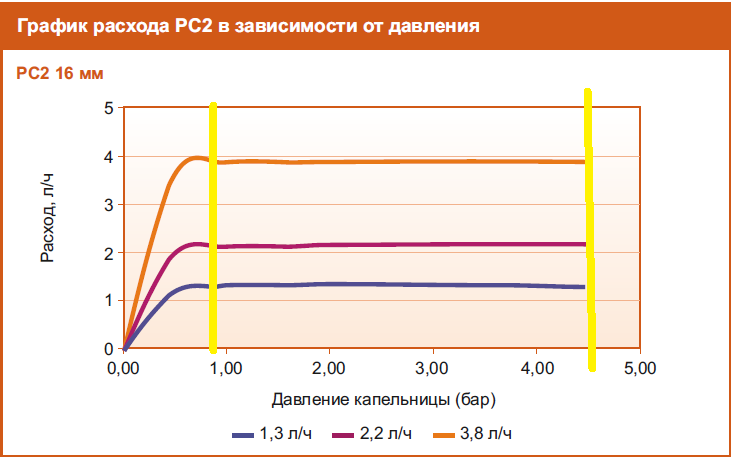 График расхода PC2 в зависимости от давления
PC2 16 мм
Расход, л/ч
5
4
3
2
1
0
0,00 1,00 2,00 3,00 4,00 5,00
Давление капельницы (бар)
1,3 л/ч 2,2 л/ч 3,8 л/ч